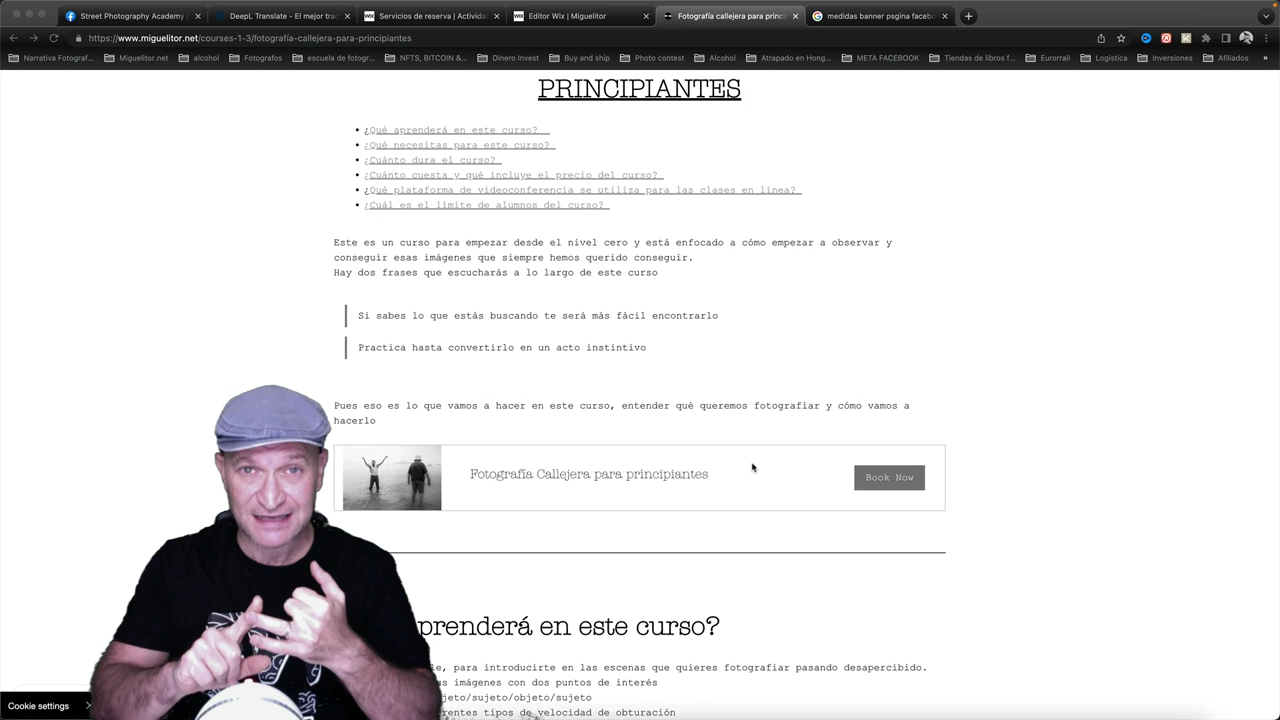 Street Photography Academy
DeepL Translate - El mejor tra
Servicios de reserva | Actividad
Editor Wix | Miguelitor
Fotografía callejera para princip
medidas banner psgina facebo
https://www.miguelitor.net/courses-1-3/fotografía-callejera-para-principiantes
Narrativa Fotograf...
Miguelitor.net
alcohol
Fotografos
escuela de fotogr...
NFTS, BITCOIN &...
Dinero Invest
Buy and ship
Photo contest
Alcohol
Atrapado en Hong...
META FACEBOOK
Tiendas de libros f...
Eurorrail
Logistica
Inversiones
Afiliados
»
PRINCIPIANTES
• ¿Qué aprenderá en este curso?
• ¿Qué necesitas para este curso?
• ¿Cuánto dura el curso?
• ¿Cuánto cuesta y qué incluye el precio del curso?
• ¿Qué plataforma de videoconferencia se utiliza para las clases en línea?
• ¿Cuál es el límite de alumnos del curso?
Este es un curso para empezar desde el nivel cero y está enfocado a cómo empezar a observar y
conseguir esas imágenes que siempre hemos querido conseguir.
Hay dos frases que escucharás a lo largo de este curso
Si sabes lo que estás buscando te será más fácil encontrarlo
Practica hasta convertirlo en un acto instintivo
Pues eso es lo que vamos a hacer en este curso, entender qué queremos fotografiar y cómo vamos a
hacerlo
Fotografía Callejera para principiantes
Book Now
prenderá en este curso?
le, para introducirte en las escenas que quieres fotografiar pasando desapercibido.
us imágenes con dos puntos de interés
jeto/sujeto/objeto/sujeto
rentes tipos de velocidad de obturación
Cookie settings